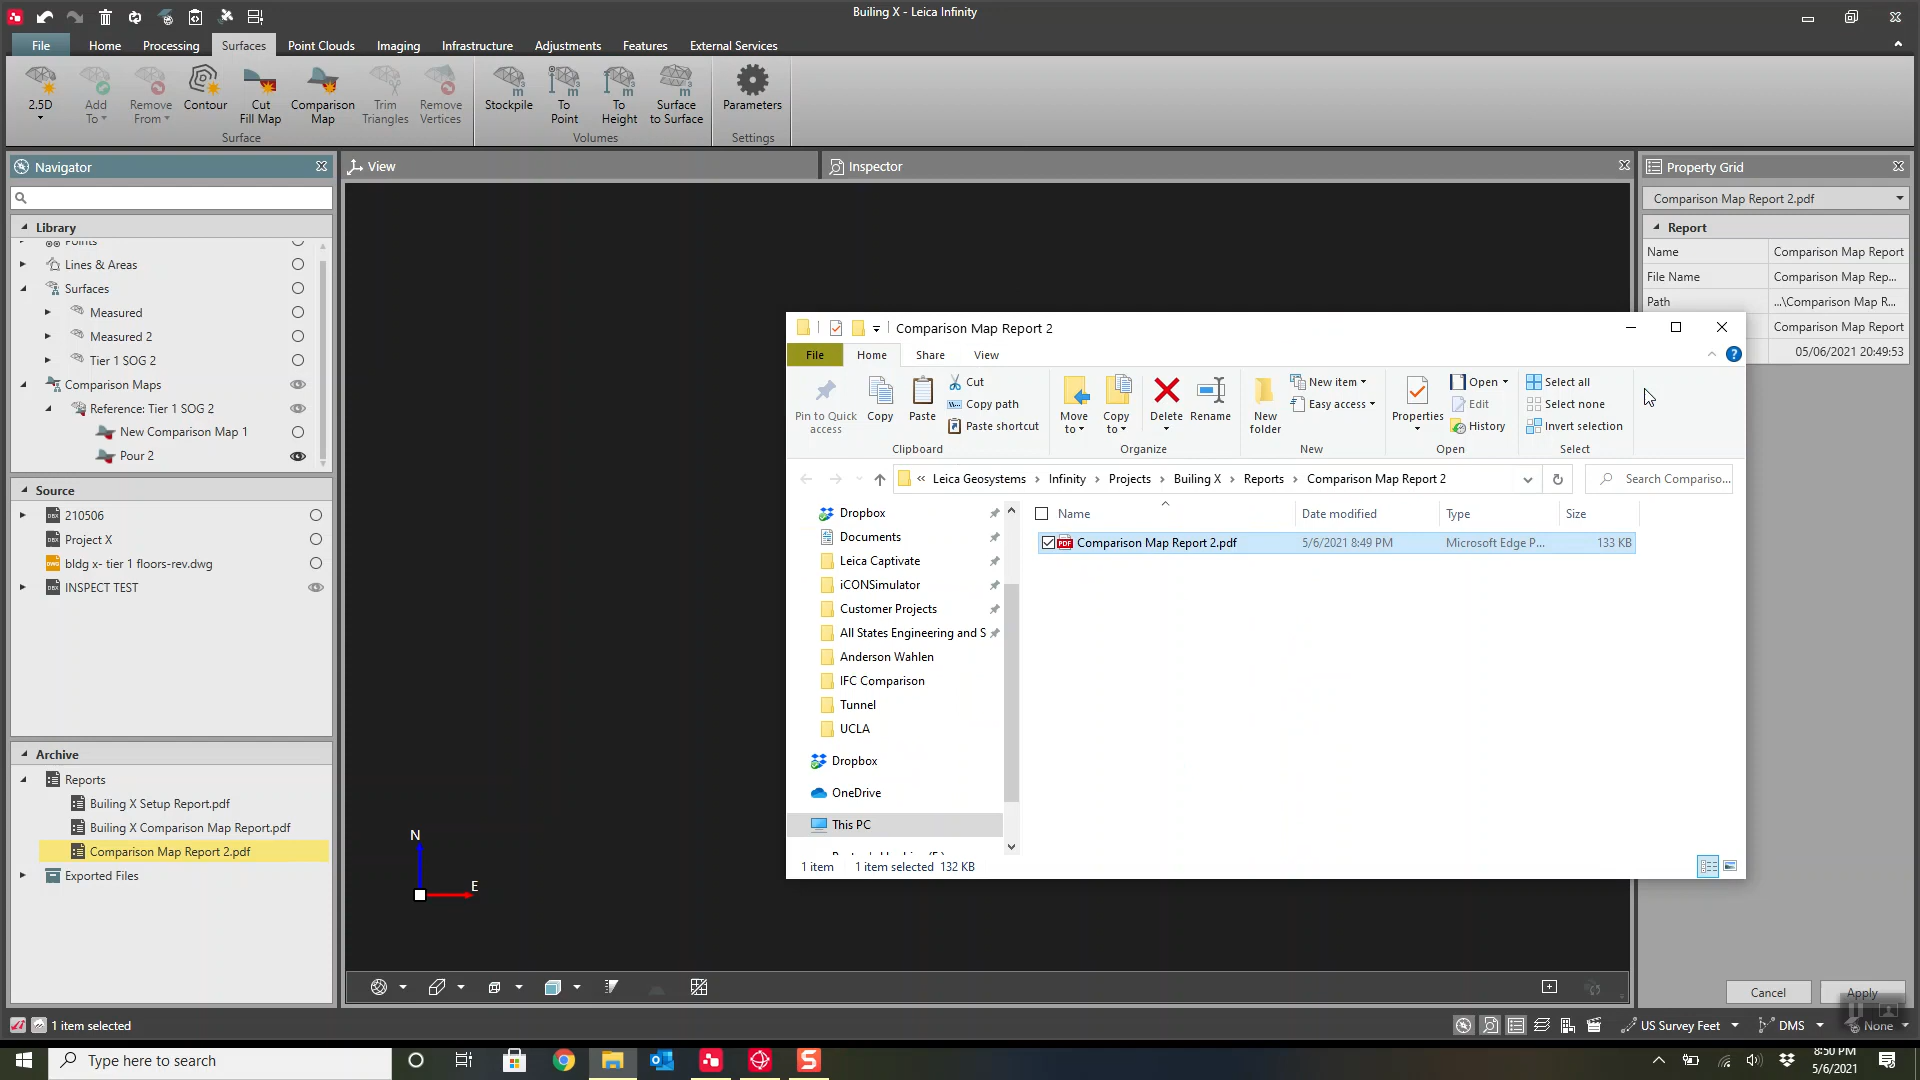 Builing X - Leica Infinity
File Home Processing Surfaces Point Clouds Imaging Infrastructure Adjustments Features External Services
2.5D
Add To
Remove From
Contour
Cut Fill Map
Comparison Map
Trim Triangles
Remove Vertices
Stockpile
To Point
To Height
Surface to Surface
Parameters
Surface
Volumes
Settings
Navigator
View
Inspector
Property Grid
Library
Points
Lines & Areas
Surfaces
Measured
Measured 2
Tier 1 SOG 2
Comparison Maps
Reference: Tier 1 SOG 2
New Comparison Map 1
Pour 2
Source
210506
Project X
bldg x- tier 1 floors-rev.dwg
INSPECT TEST
Archive
Reports
Builing X Setup Report.pdf
Builing X Comparison Map Report.pdf
Comparison Map Report 2.pdf
Exported Files
N
E
Comparison Map Report 2
File Home Share View
Pin to Quick access
Copy
Paste
Cut
Copy path
Paste shortcut
Clipboard
Move to
Copy to
Delete
Rename
Organize
New folder
New item
Easy access
New
Properties
Open
Edit
History
Open
Select all
Select none
Invert selection
Select
« Leica Geosystems Infinity Projects Builing X Reports Comparison Map Report 2
Search Compariso...
Name Date modified Type Size
Comparison Map Report 2.pdf 5/6/2021 8:49 PM Microsoft Edge P... 133 KB
Dropbox
Documents
Leica Captivate
iCONSimulator
Customer Projects
All States Engineering and S
Anderson Wahlen
IFC Comparison
Tunnel
UCLA
Dropbox
OneDrive
This PC
1 item 1 item selected 132 KB
Comparison Map Report 2.pdf
Report
Name Comparison Map Report
File Name Comparison Map Rep...
Path ...\Comparison Map R...
Comparison Map Report
05/06/2021 20:49:53
Cancel Apply
1 item selected
US Survey Feet DMS None
Type here to search
8:50 PM
5/6/2021